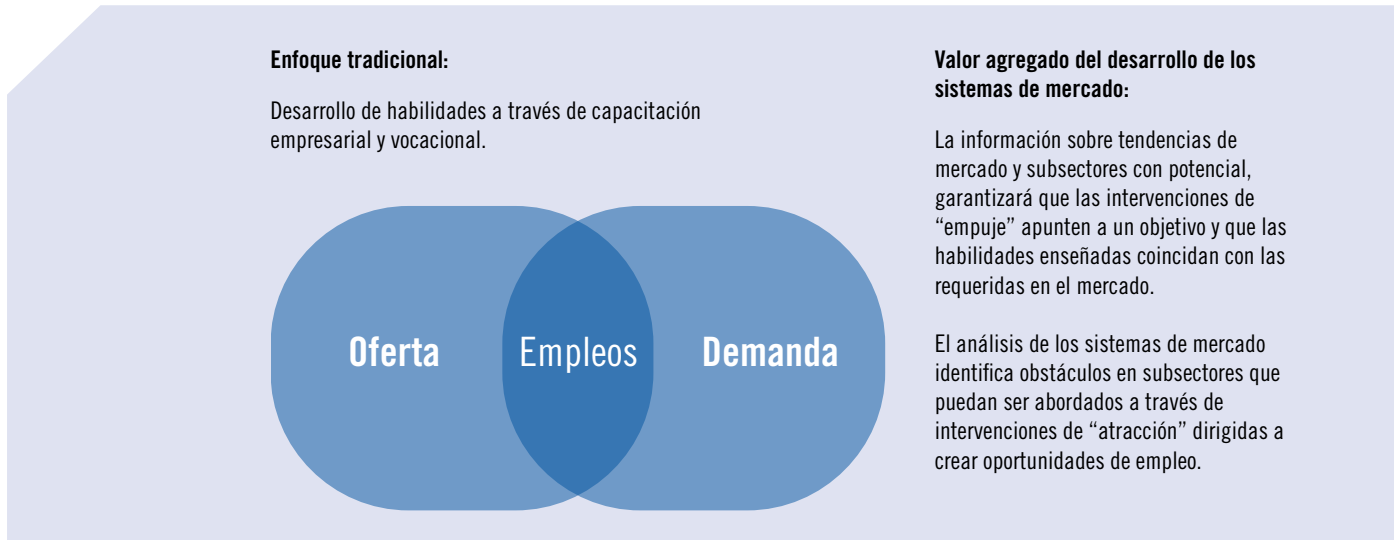 Enfoque tradicional:
Desarrollo de habilidades a través de capacitación
empresarial y vocacional.
Oferta
Empleos
Demanda
Valor agregado del desarrollo de los
sistemas de mercado:
La información sobre tendencias de
mercado y subsectores con potencial,
garantizará que las intervenciones de
“empuje” apunten a un objetivo y que las
habilidades enseñadas coincidan con las
requeridas en el mercado.
El análisis de los sistemas de mercado
identifica obstáculos en subsectores que
puedan ser abordados a través de
intervenciones de “atracción” dirigidas a
crear oportunidades de empleo.